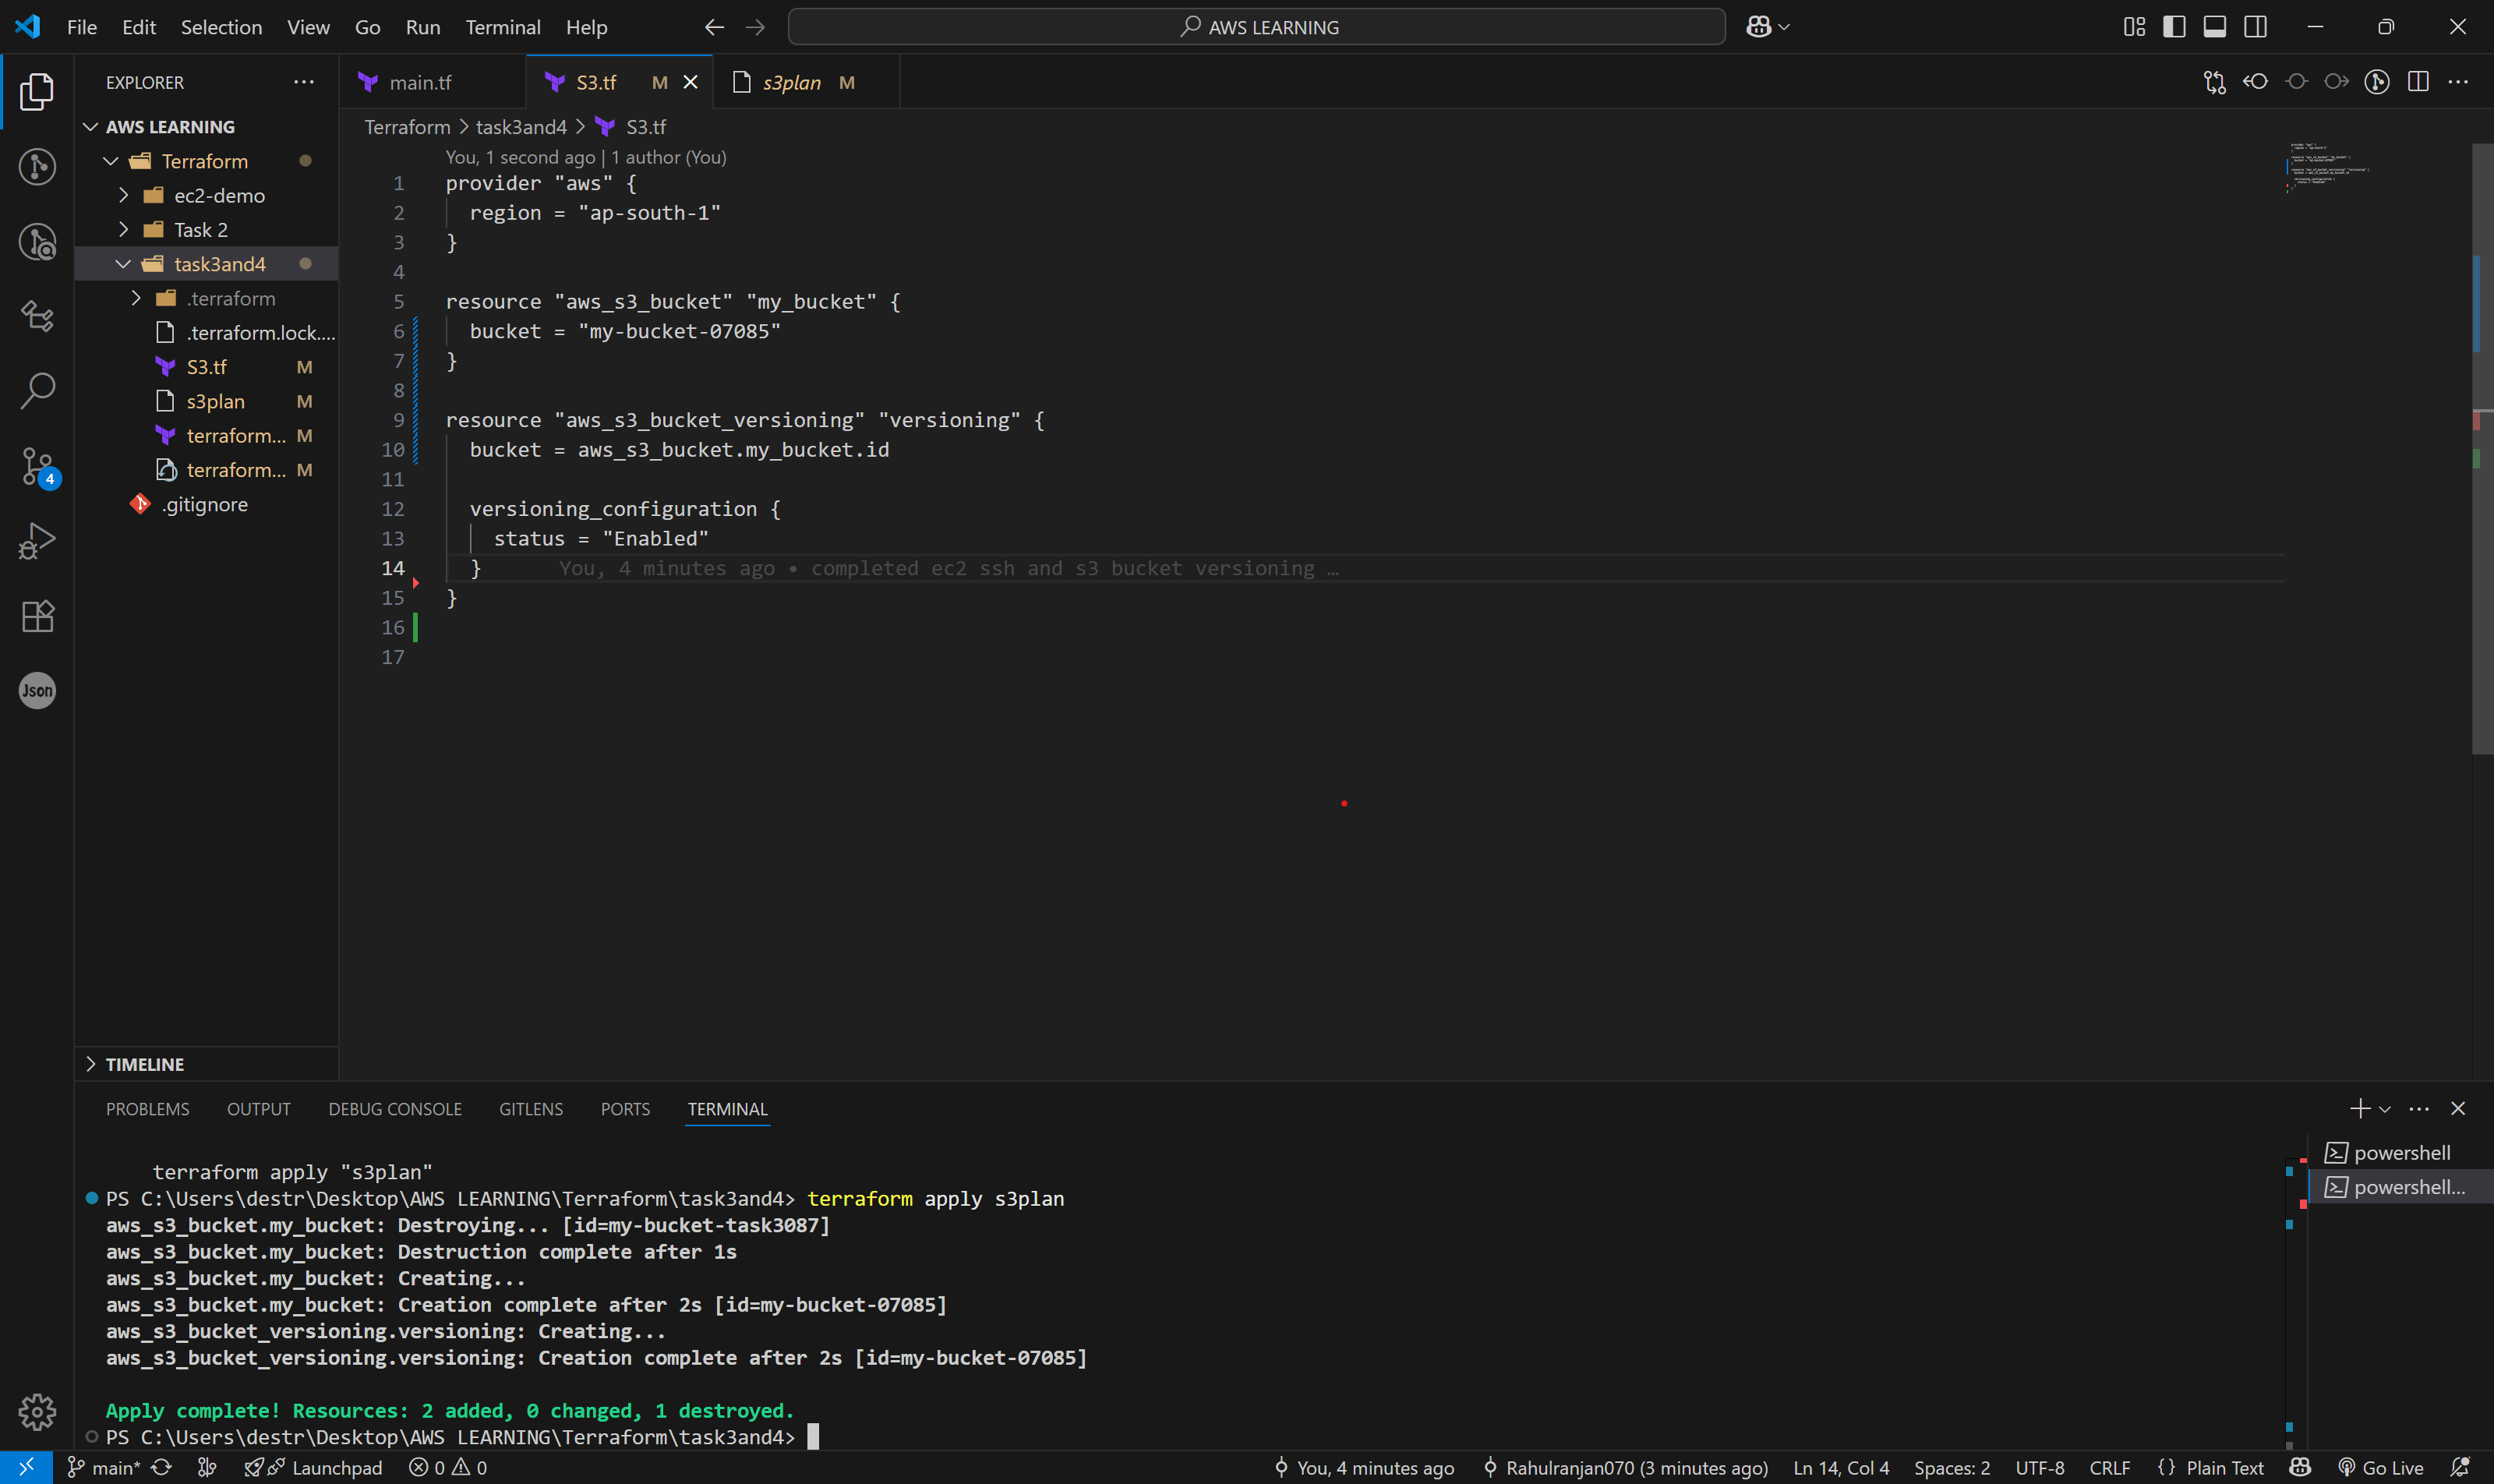 File Edit Selection View Go Run Terminal Help
AWS LEARNING
EXPLORER
AWS LEARNING
Terraform
ec2-demo
Task 2
task3and4
.terraform
.terraform.lock....
S3.tf M
s3plan M
terraform... M
terraform... M
.gitignore
TIMELINE
4
Json
main.tf
S3.tf M
s3plan M
Terraform > task3and4 > S3.tf
You, 1 second ago | 1 author (You)
1 provider "aws" {
2 region = "ap-south-1"
3 }
4
5 resource "aws_s3_bucket" "my_bucket" {
6 bucket = "my-bucket-07085"
7 }
8
9 resource "aws_s3_bucket_versioning" "versioning" {
10 bucket = aws_s3_bucket.my_bucket.id
11
12 versioning_configuration {
13 status = "Enabled"
14 } You, 4 minutes ago • completed ec2 ssh and s3 bucket versioning …
15 }
16
17
PROBLEMS OUTPUT DEBUG CONSOLE GITLENS PORTS TERMINAL
terraform apply "s3plan"
PS C:\Users\destr\Desktop\AWS LEARNING\Terraform\task3and4> terraform apply s3plan
aws_s3_bucket.my_bucket: Destroying... [id=my-bucket-task3087]
aws_s3_bucket.my_bucket: Destruction complete after 1s
aws_s3_bucket.my_bucket: Creating...
aws_s3_bucket.my_bucket: Creation complete after 2s [id=my-bucket-07085]
aws_s3_bucket_versioning.versioning: Creating...
aws_s3_bucket_versioning.versioning: Creation complete after 2s [id=my-bucket-07085]
Apply complete! Resources: 2 added, 0 changed, 1 destroyed.
PS C:\Users\destr\Desktop\AWS LEARNING\Terraform\task3and4>
powershell
powershell...
main* Launchpad 0 0 You, 4 minutes ago Rahulranjan070 (3 minutes ago) Ln 14, Col 4 Spaces: 2 UTF-8 CRLF {} Plain Text Go Live